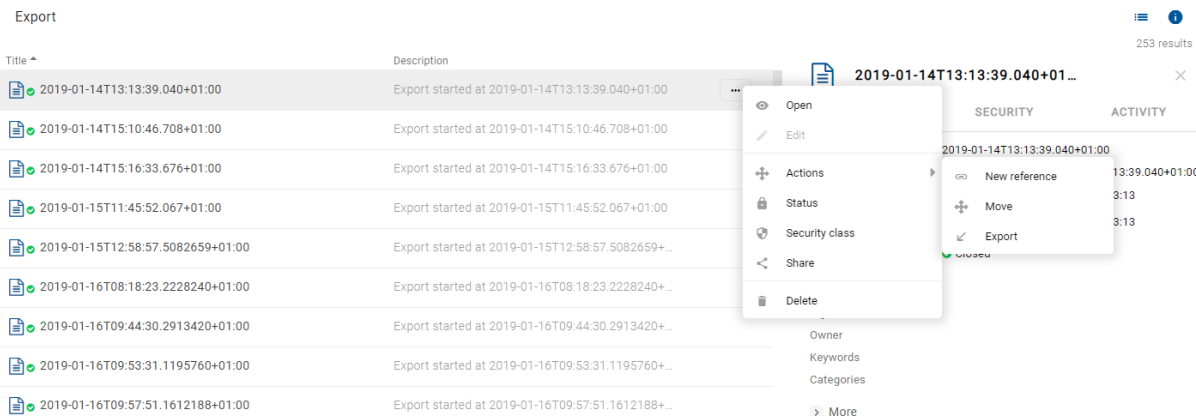 Export
253 results
Title
Description
2019-01-14T13:13:39.040+01:00
Export started at 2019-01-14T13:13:39.040+01:00
2019-01-14T15:10:46.708+01:00
Export started at 2019-01-14T15:10:46.708+01:00
2019-01-14T15:16:33.676+01:00
Export started at 2019-01-14T15:16:33.676+01:00
2019-01-15T11:45:52.067+01:00
Export started at 2019-01-15T11:45:52.067+01:00
2019-01-15T12:58:57.5082659+01:00
Export started at 2019-01-15T12:58:57.5082659+...
2019-01-16T08:18:23.2228240+01:00
Export started at 2019-01-16T08:18:23.2228240+...
2019-01-16T09:44:30.2913420+01:00
Export started at 2019-01-16T09:44:30.2913420+...
2019-01-16T09:53:31.1195760+01:00
Export started at 2019-01-16T09:53:31.1195760+...
2019-01-16T09:57:51.1612188+01:00
Export started at 2019-01-16T09:57:51.1612188+...
Open
Edit
Actions
Status
Security class
Share
Delete
New reference
Move
Export
2019-01-14T13:13:39.040+01...
SECURITY
ACTIVITY
2019-01-14T13:13:39.040+01:00
13:39.040+01:00
3:13
3:13
Closed
Owner
Keywords
Categories
More